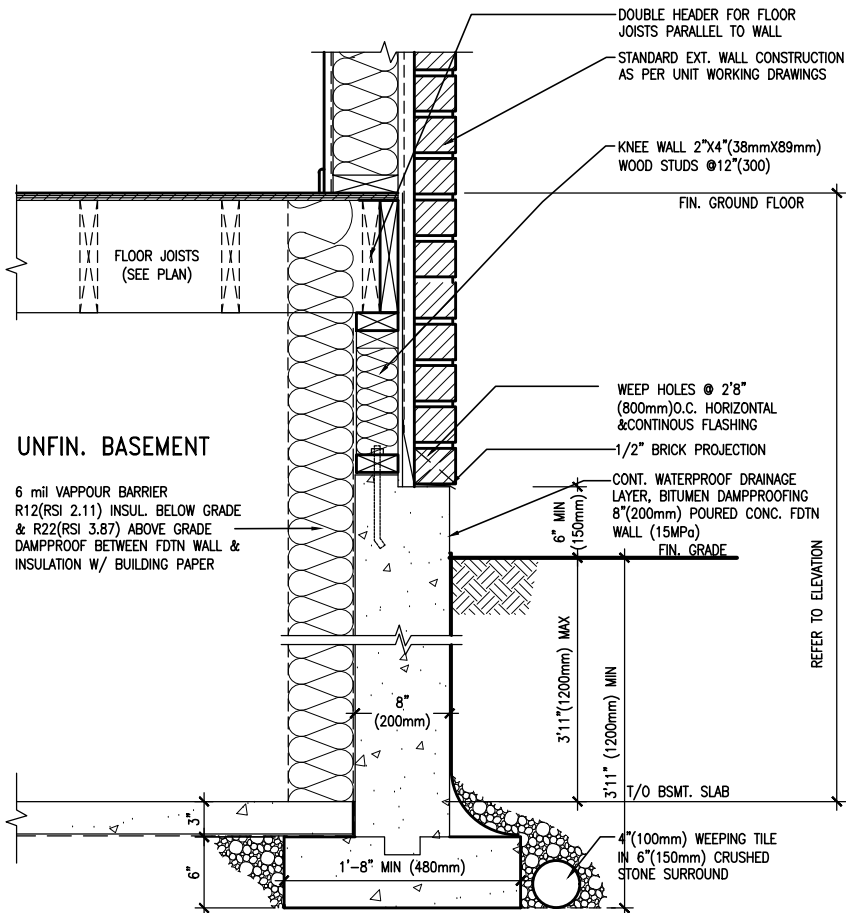 DOUBLE HEADER FOR FLOOR
JOISTS PARALLEL TO WALL
STANDARD EXT. WALL CONSTRUCTION
AS PER UNIT WORKING DRAWINGS
KNEE WALL 2"X4"(38mmX89mm)
WOOD STUDS @12"(300)
FIN. GROUND FLOOR
FLOOR JOISTS
(SEE PLAN)
WEEP HOLES @ 2'8"
(800mm)O.C. HORIZONTAL
&CONTINOUS FLASHING
1/2" BRICK PROJECTION
UNFIN. BASEMENT
6 mil VAPPOUR BARRIER
R12(RSI 2.11) INSUL. BELOW GRADE
& R22(RSI 3.87) ABOVE GRADE
DAMPPROOF BETWEEN FDTN WALL &
INSULATION W/ BUILDING PAPER
CONT. WATERPROOF DRAINAGE
LAYER, BITUMEN DAMPPROOFING
8"(200mm) POURED CONC. FDTN
WALL (15MPa)
FIN. GRADE
6" MIN
(150mm)
REFER TO ELEVATION
8"
(200mm)
3'11"(1200mm) MAX
3'11" (1200mm) MIN
T/O BSMT. SLAB
3"
6"
1'-8" MIN (480mm)
4"(100mm) WEEPING TILE
IN 6"(150mm) CRUSHED
STONE SURROUND